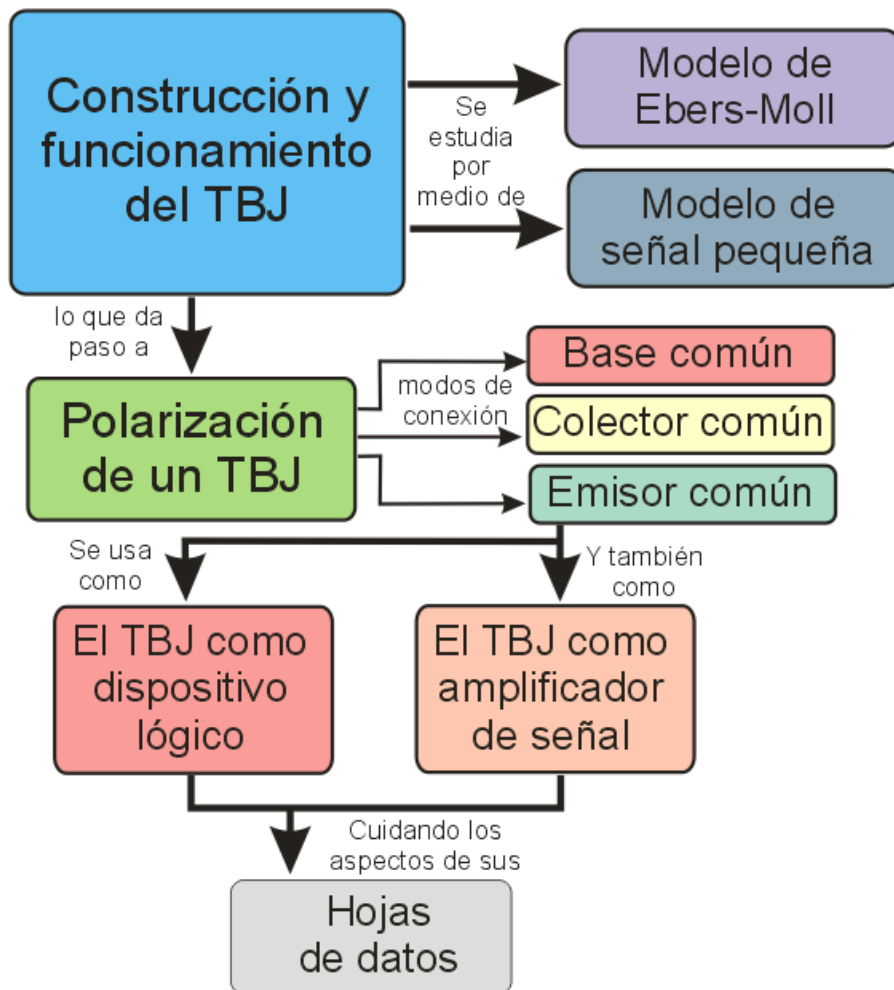 Construcción y
funcionamiento
del TBJ
Se
estudia
por
medio de
Modelo de
Ebers-Moll
Modelo de
señal pequeña
lo que da
paso a
Polarización
de un TBJ
modos de
conexión
Base común
Colector común
Emisor común
Se usa
como
Y también
como
El TBJ como
dispositivo
lógico
El TBJ como
amplificador
de señal
Cuidando los
aspectos de sus
Hojas
de datos